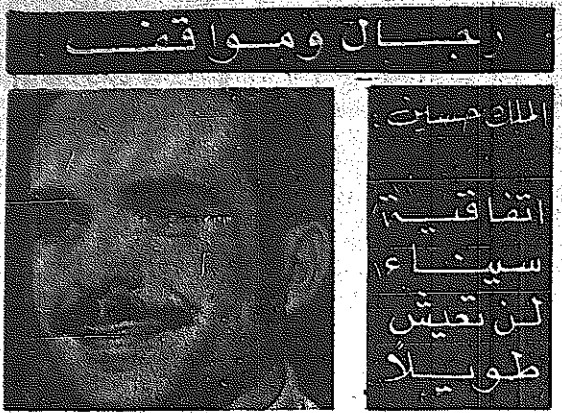 رجال ومواقف
الملك حسين :
اتفاقية
سيناء
لن تعيش
طويلاً